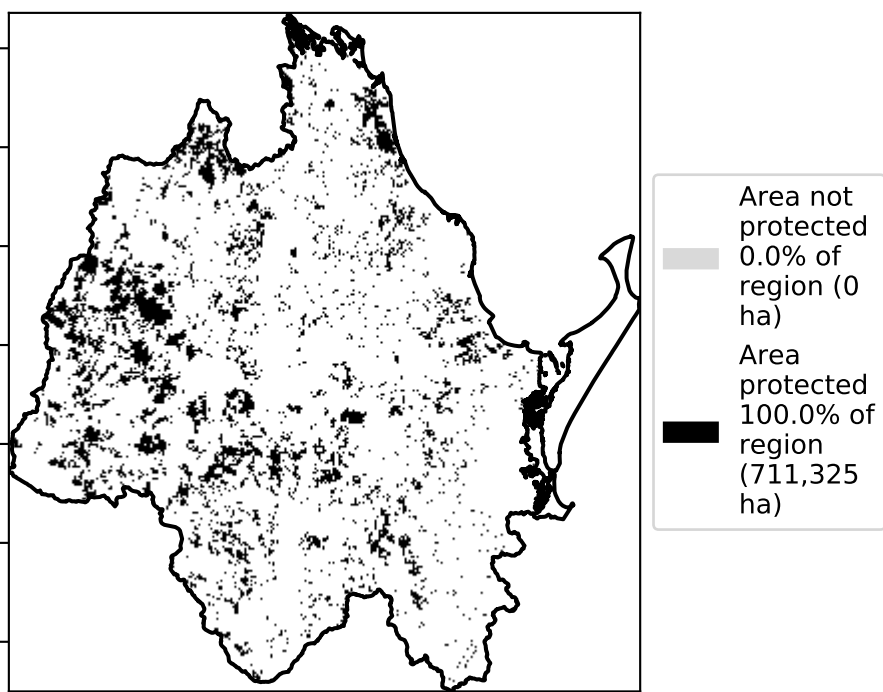 Area not
protected
0.0% of
region (0
ha)
Area
protected
100.0% of
region
(711,325
ha)